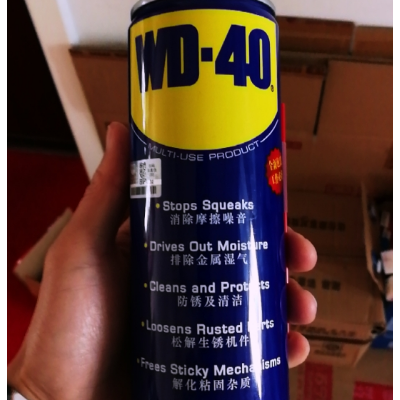 WD-40®
MULTI-USE PRODUCT
•Stops Squeaks
消除摩擦噪音
•Drives Out Moisture
排除金属湿气
•Cleans and Protects
防锈及清洁
•Loosens Rusted Parts
松解生锈机件
•Frees Sticky Mechanisms
解化粘固杂质